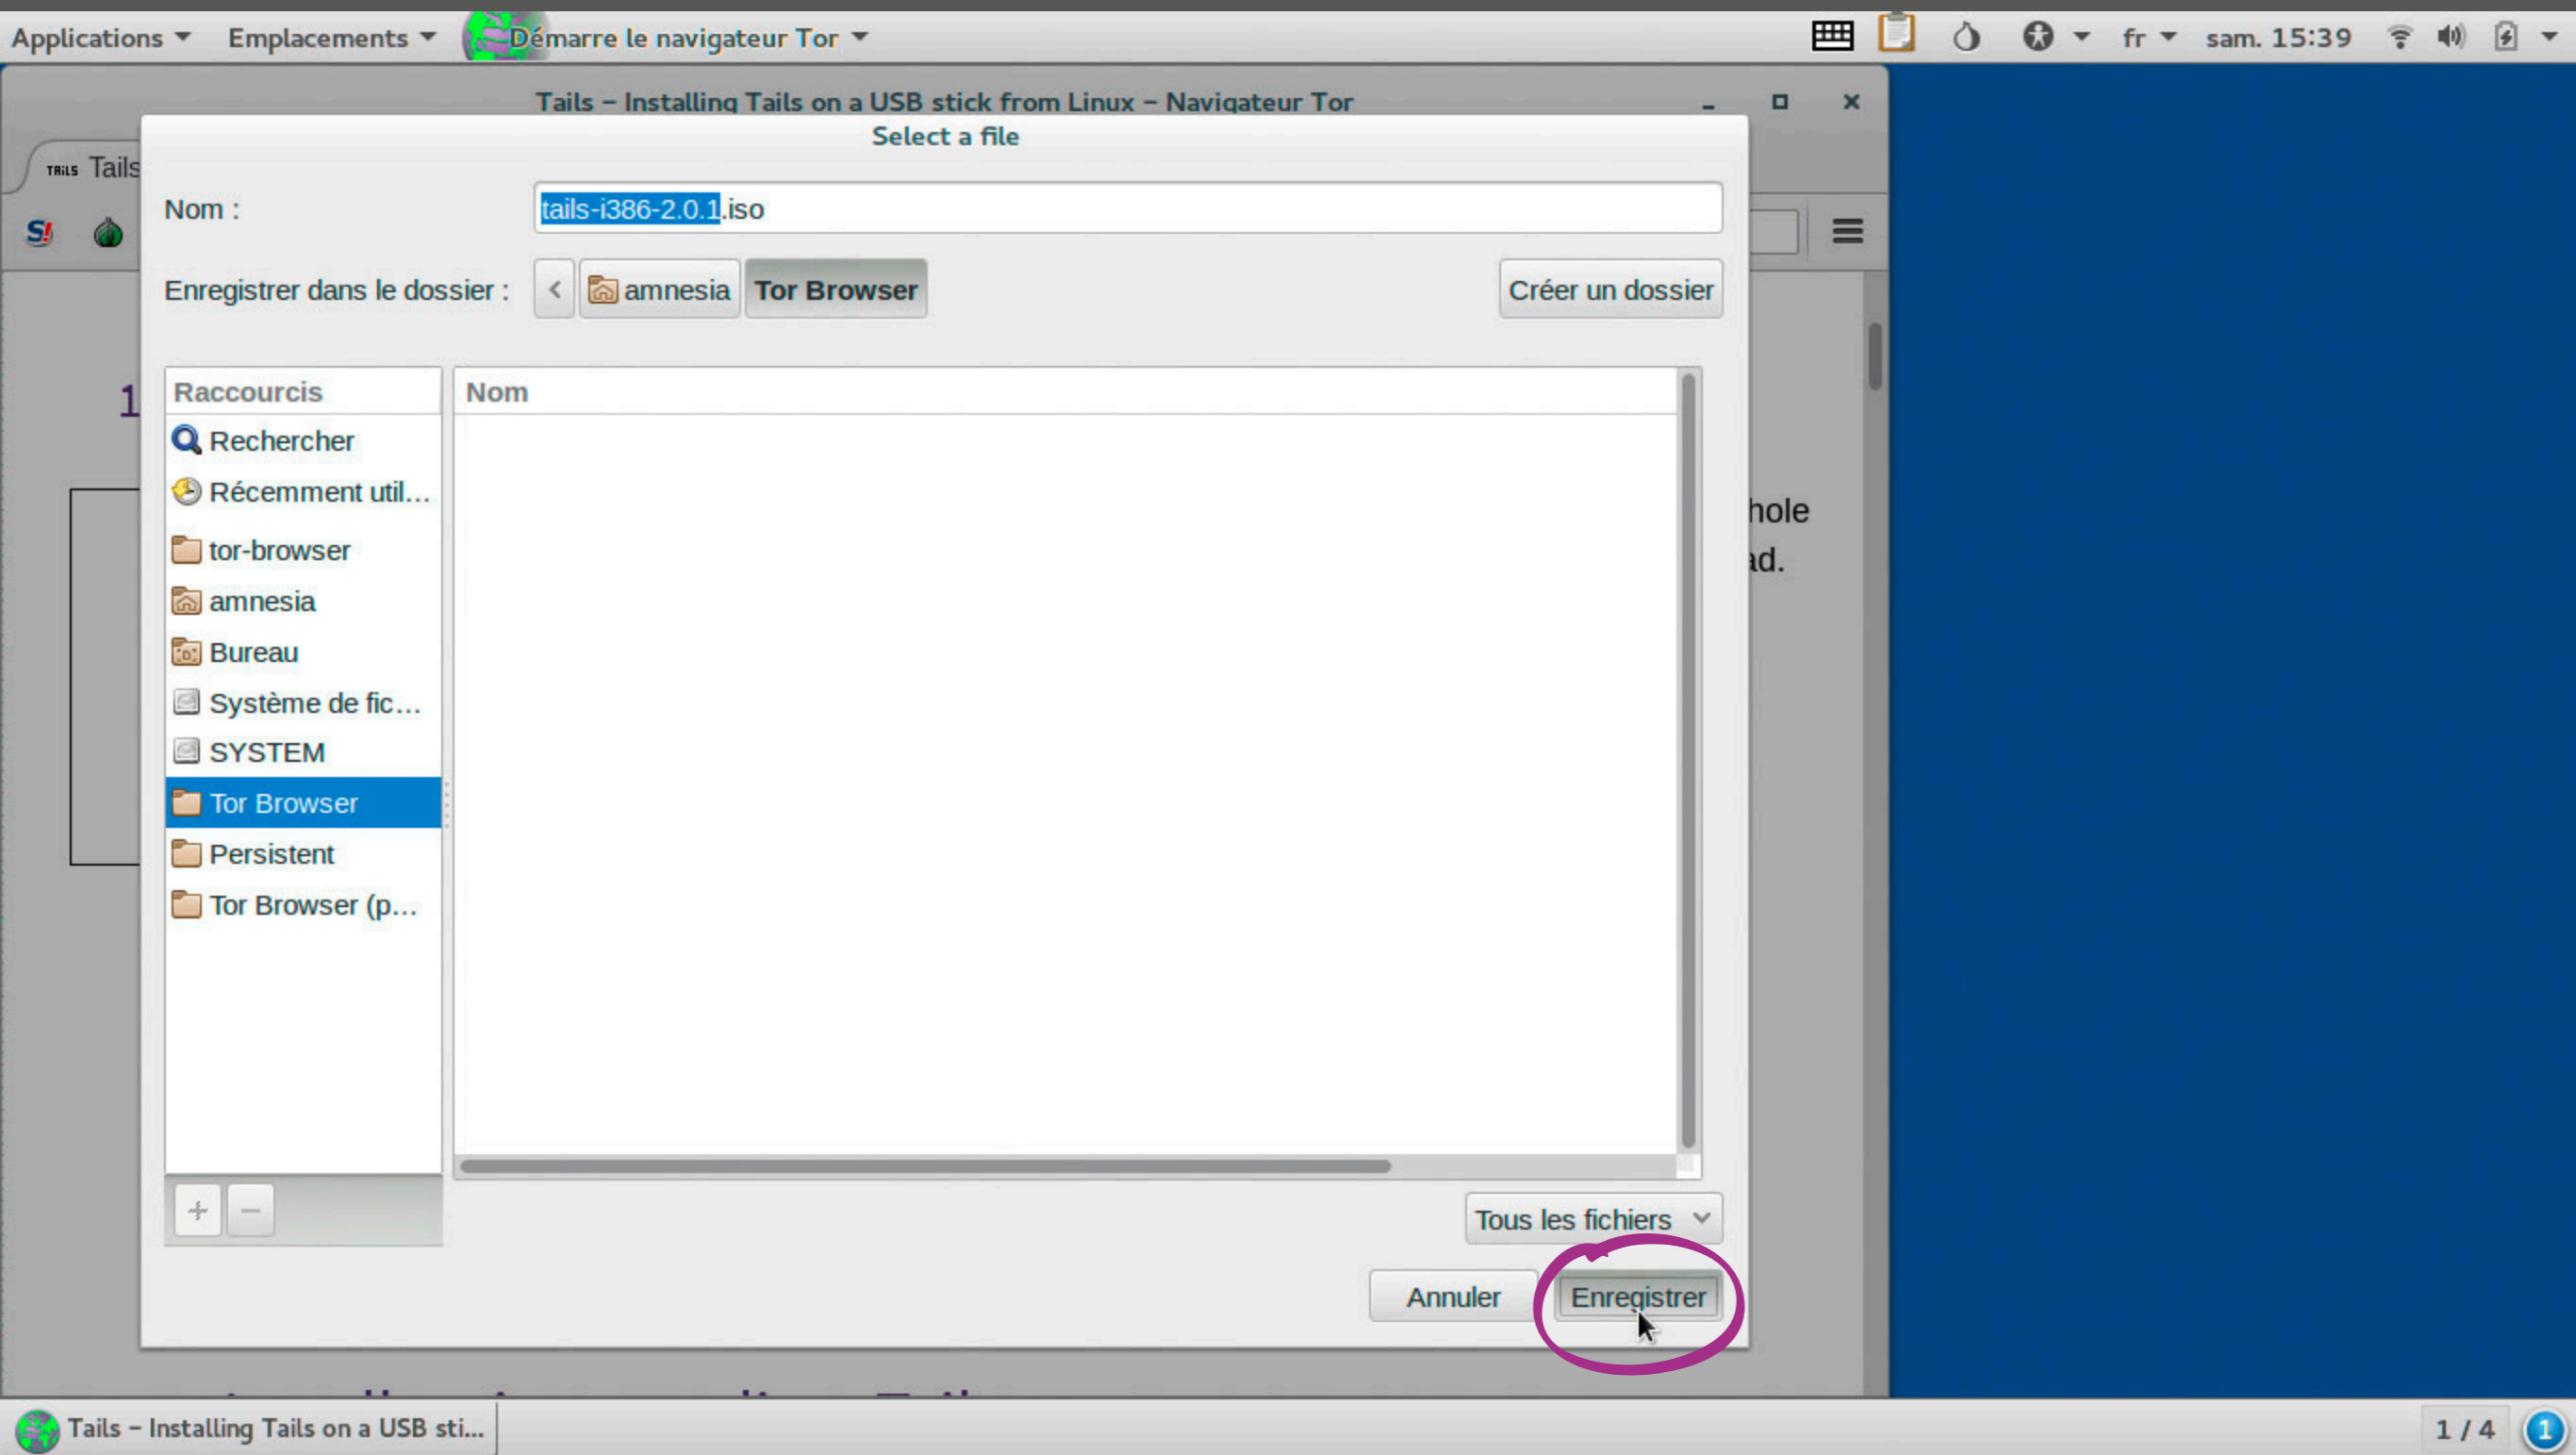 Applications Emplacements Démarre le navigateur Tor fr sam. 15:39
Tails – Installing Tails on a USB stick from Linux – Navigateur Tor
Select a file
TAILS Tails
Nom : tails-i386-2.0.1.iso
S!
Enregistrer dans le dossier : < amnesia Tor Browser Créer un dossier
1
Raccourcis Nom
Rechercher
Récemment util...
hole
tor-browser
ad.
amnesia
Bureau
Système de fic...
SYSTEM
Tor Browser
Persistent
Tor Browser (p...
Tous les fichiers
Annuler Enregistrer
Tails – Installing Tails on a USB sti... 1 / 4 1